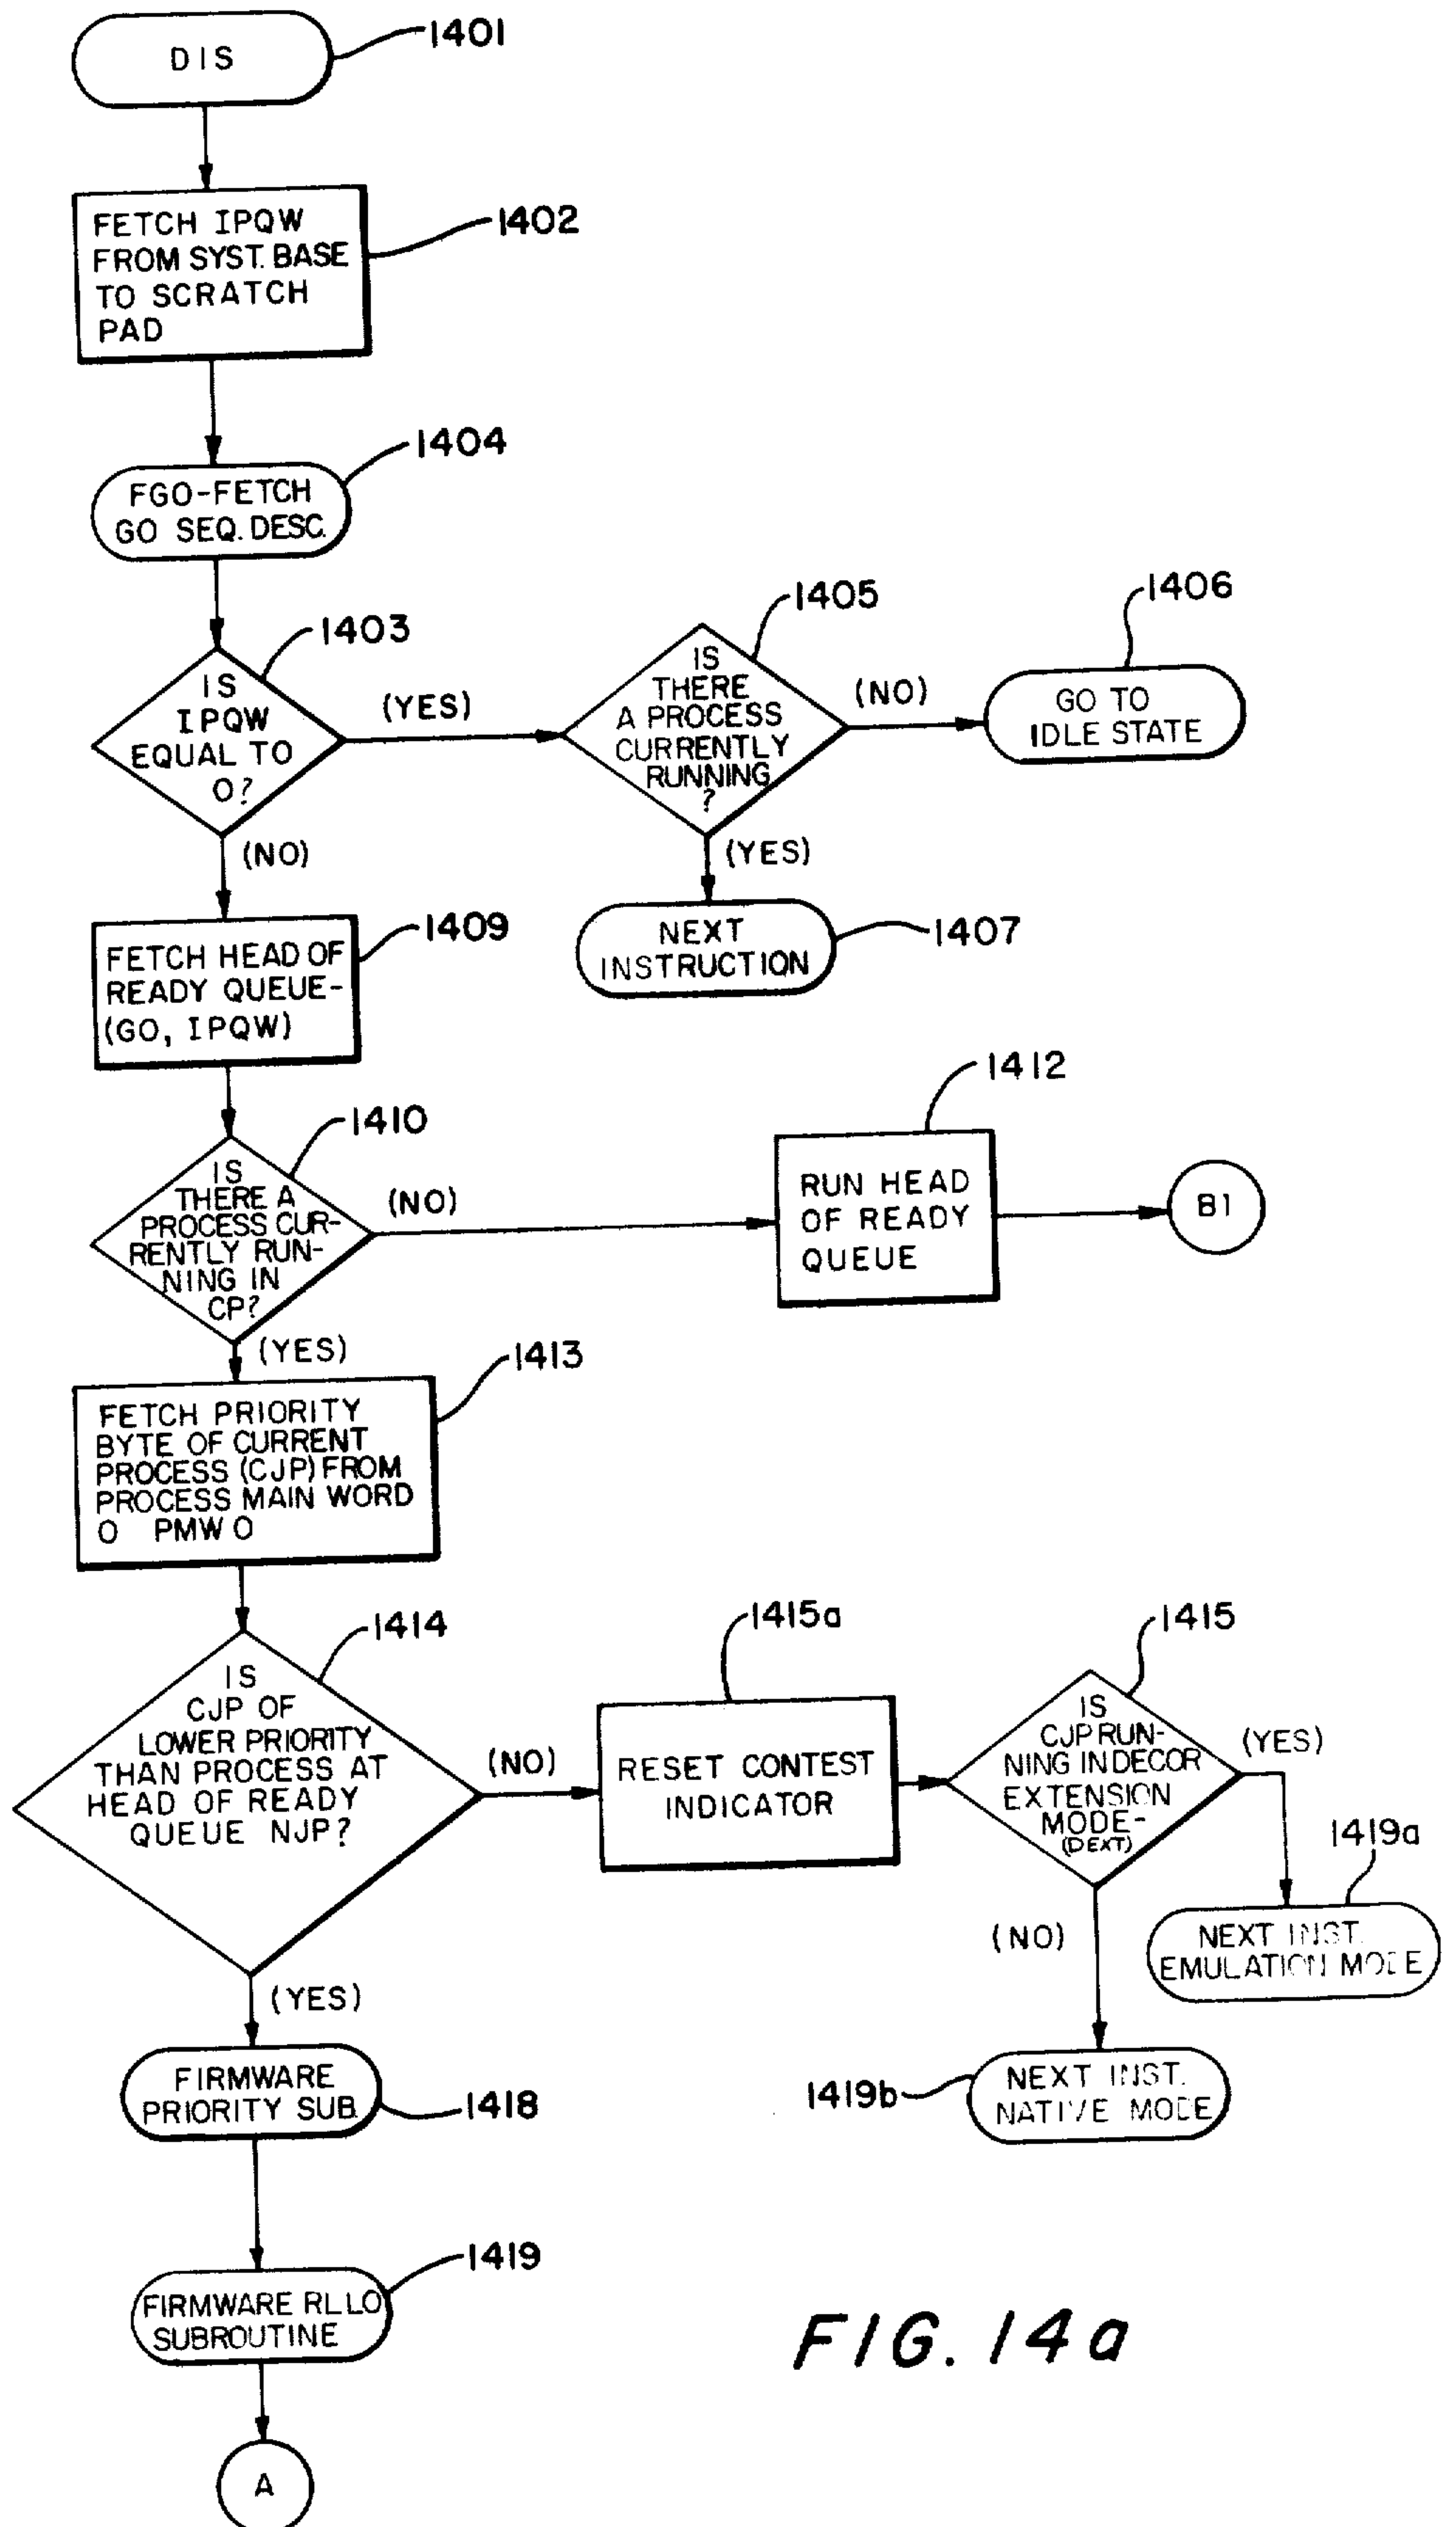 DIS
1401
FETCH IPQW
FROM SYST. BASE
TO SCRATCH
PAD
1402
FGO-FETCH
GO SEQ. DESC.
1404
IS
IPQW
EQUAL TO
0?
1403
(YES)
(NO)
IS
THERE
A PROCESS
CURRENTLY
RUNNING
?
1405
(NO)
(YES)
GO TO
IDLE STATE
1406
NEXT
INSTRUCTION
1407
FETCH HEAD OF
READY QUEUE-
(GO, IPQW)
1409
IS
THERE A
PROCESS CUR-
RENTLY RUN-
NING IN
CP?
1410
(NO)
(YES)
RUN HEAD
OF READY
QUEUE
1412
B1
FETCH PRIORITY
BYTE OF CURRENT
PROCESS (CJP) FROM
PROCESS MAIN WORD
0 PMW 0
1413
IS
CJP OF
LOWER PRIORITY
THAN PROCESS AT
HEAD OF READY
QUEUE NJP?
1414
(NO)
(YES)
RESET CONTEST
INDICATOR
1415a
IS
CJP RUN-
NING IN DECOR
EXTENSION
MODE-
(DEXT)
1415
(YES)
(NO)
NEXT INST.
EMULATION MODE
1419a
NEXT INST.
NATIVE MODE
1419b
FIRMWARE
PRIORITY SUB.
1418
FIRMWARE RLLO
SUBROUTINE
1419
A
FIG. 14a